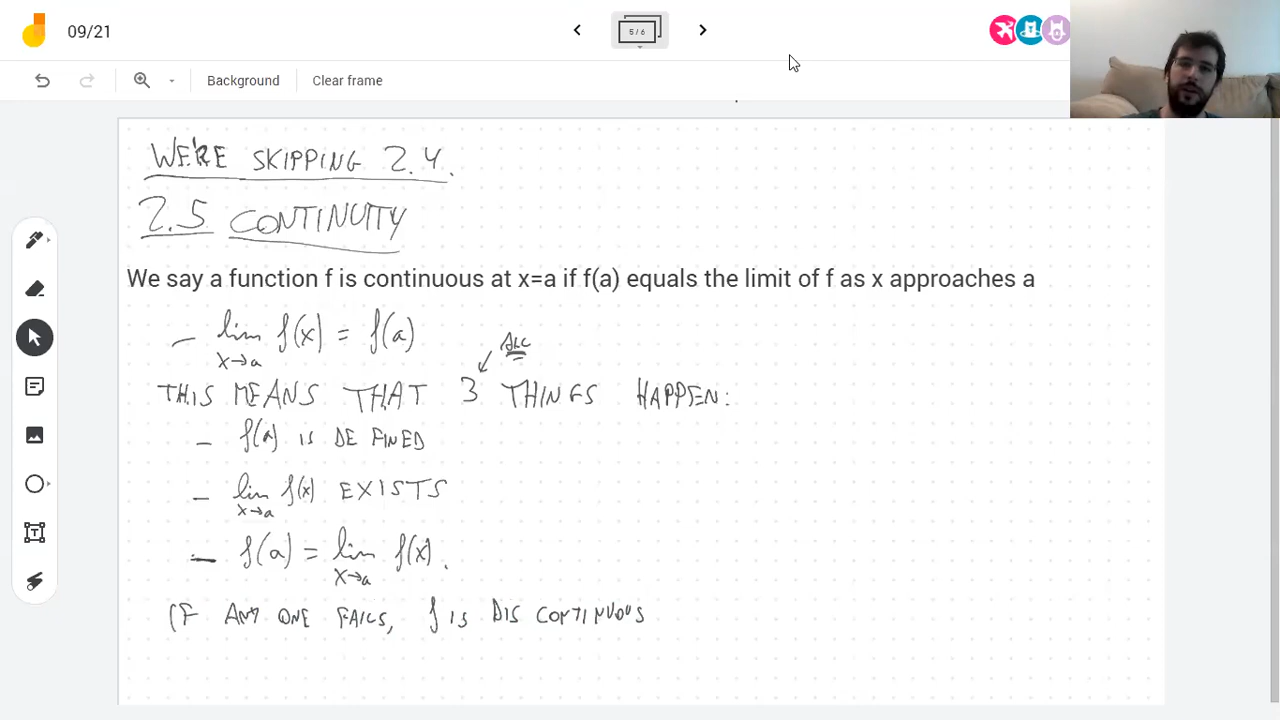 09/21
5/6
Background
Clear frame
WE'RE SKIPPING 2.4.
2.5 CONTINUITY
We say a function f is continuous at x=a if f(a) equals the limit of f as x approaches a
- lim f(x) = f(a)
x→a
ALL
THIS MEANS THAT 3 THINGS HAPPEN:
- f(a) IS DEFINED
- lim f(x) EXISTS
x→a
- f(a) = lim f(x).
x→a
IF ANY ONE FAILS, f IS DISCONTINUOUS